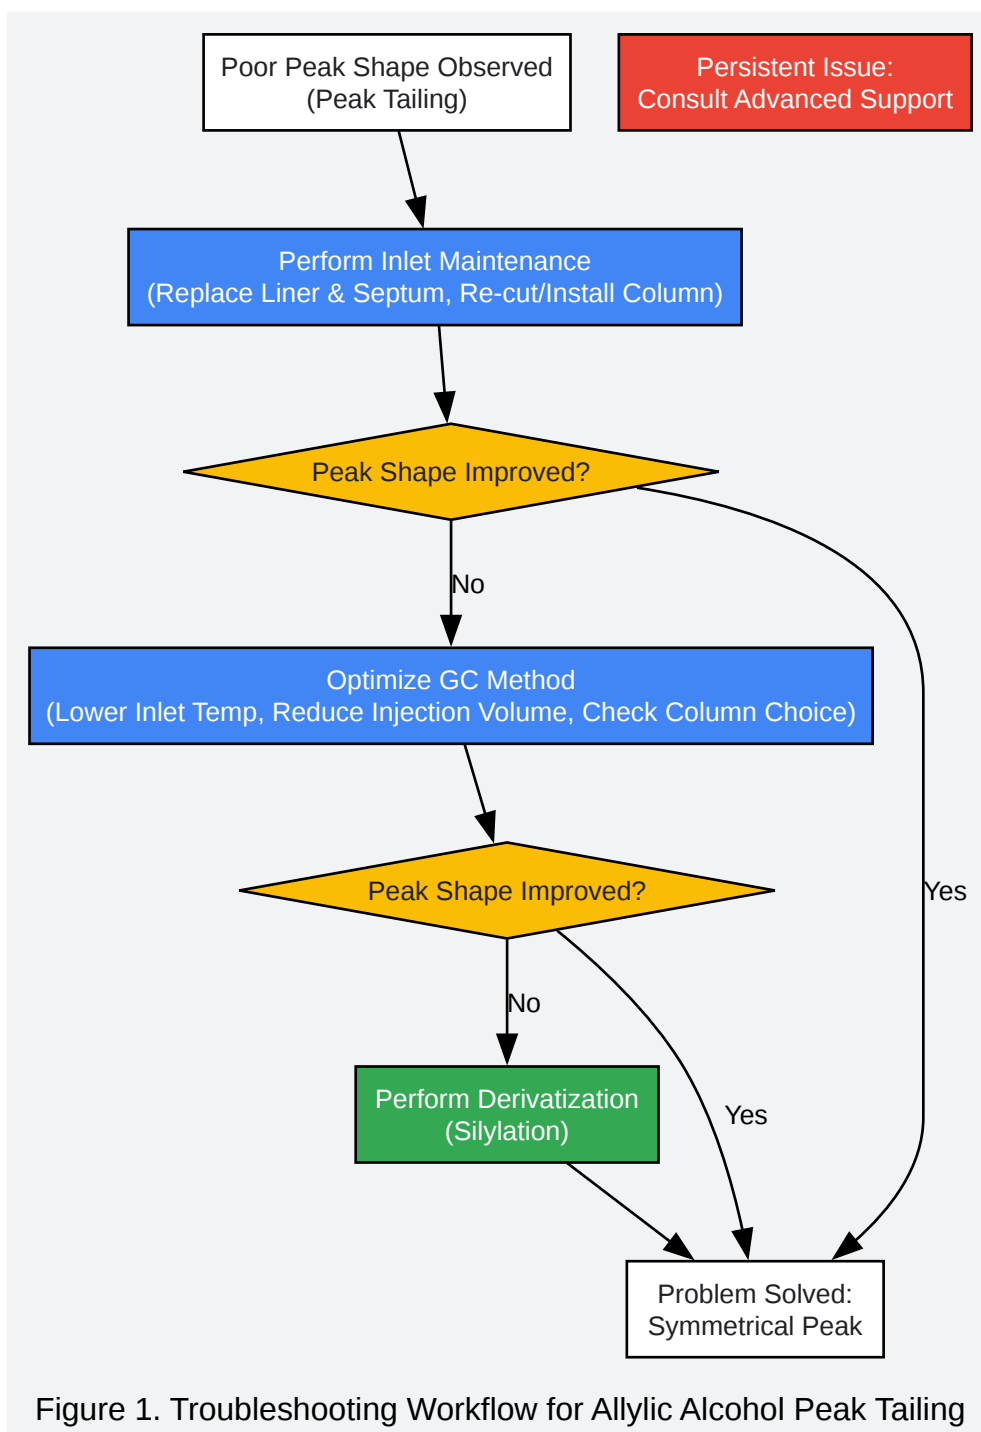 Poor Peak Shape Observed
(Peak Tailing)
Persistent Issue:
Consult Advanced Support
Perform Inlet Maintenance
(Replace Liner & Septum, Re-cut/Install Column)
Peak Shape Improved?
No
Optimize GC Method
(Lower Inlet Temp, Reduce Injection Volume, Check Column Choice)
Peak Shape Improved?
Yes
No
Perform Derivatization
(Silylation)
Yes
Problem Solved:
Symmetrical Peak
Figure 1. Troubleshooting Workflow for Allylic Alcohol Peak Tailing